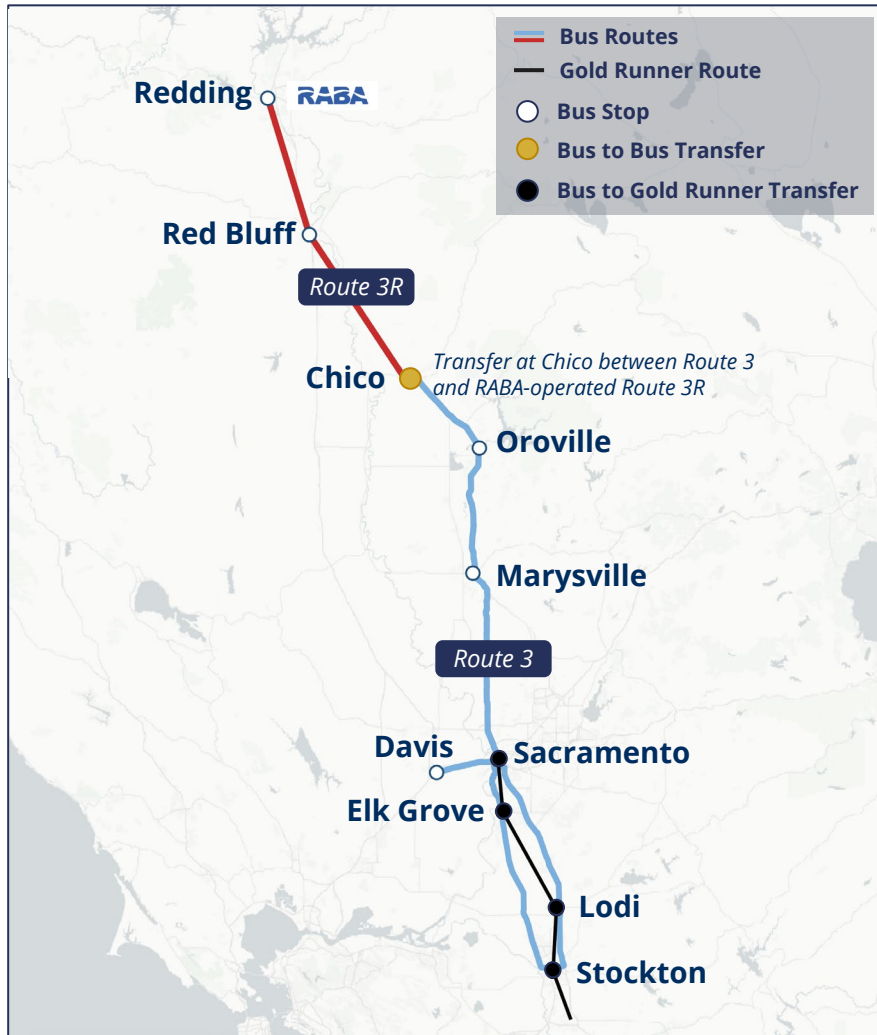 Bus Routes
Gold Runner Route
Bus Stop
Bus to Bus Transfer
Bus to Gold Runner Transfer
Redding
RABA
Red Bluff
Route 3R
Chico
Transfer at Chico between Route 3
and RABA-operated Route 3R
Oroville
Marysville
Route 3
Davis
Sacramento
Elk Grove
Lodi
Stockton